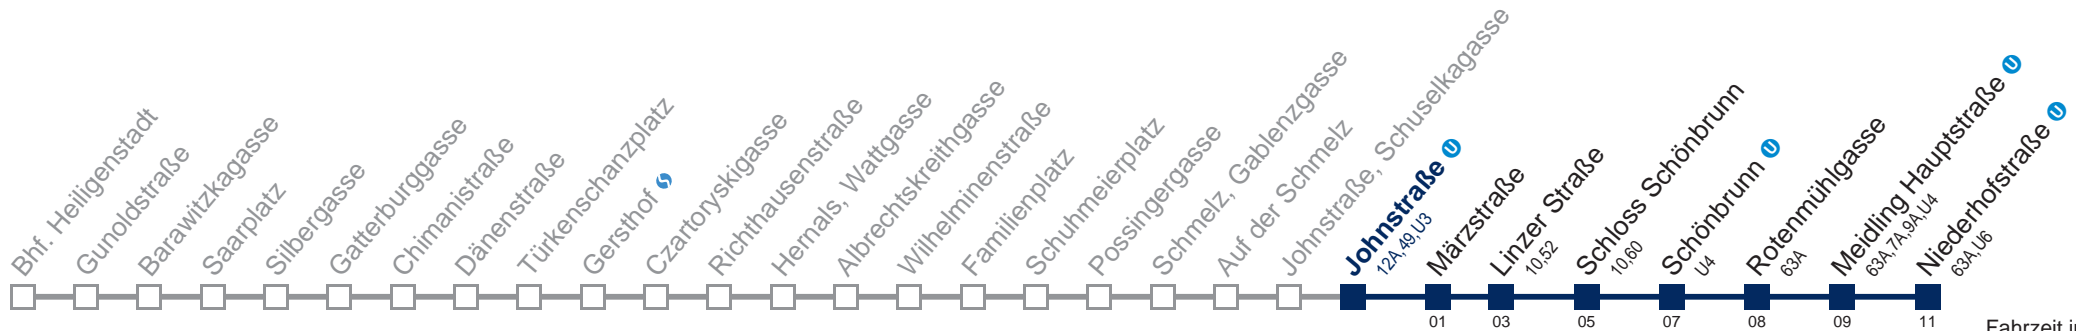 Bhf. Heiligenstadt
Gunoldstraße
Barawitzkagasse
Saarplatz
Silbergasse
Gatterburggasse
Chimanistraße
Dänenstraße
Türkenschanzplatz
Gersthof
Czartoryskigasse
Richthausenstraße
Hernals, Wattgasse
Albrechtskreithgasse
Wilhelminenstraße
Familienplatz
Schuhmeierplatz
Possingergasse
Schmelz, Gablenzgasse
Auf der Schmelz
Johnstraße, Schuselkagasse
Johnstraße U
12A,49,U3
Märzstraße
01
Linzer Straße
10,52
03
Schloss Schönbrunn
10,60
05
Schönbrunn U
U4
07
Rotenmühlgasse
63A
08
Meidling Hauptstraße U
63A,7A,9A,U4
09
Niederhofstraße U
63A,U6
11
Fahrzeit